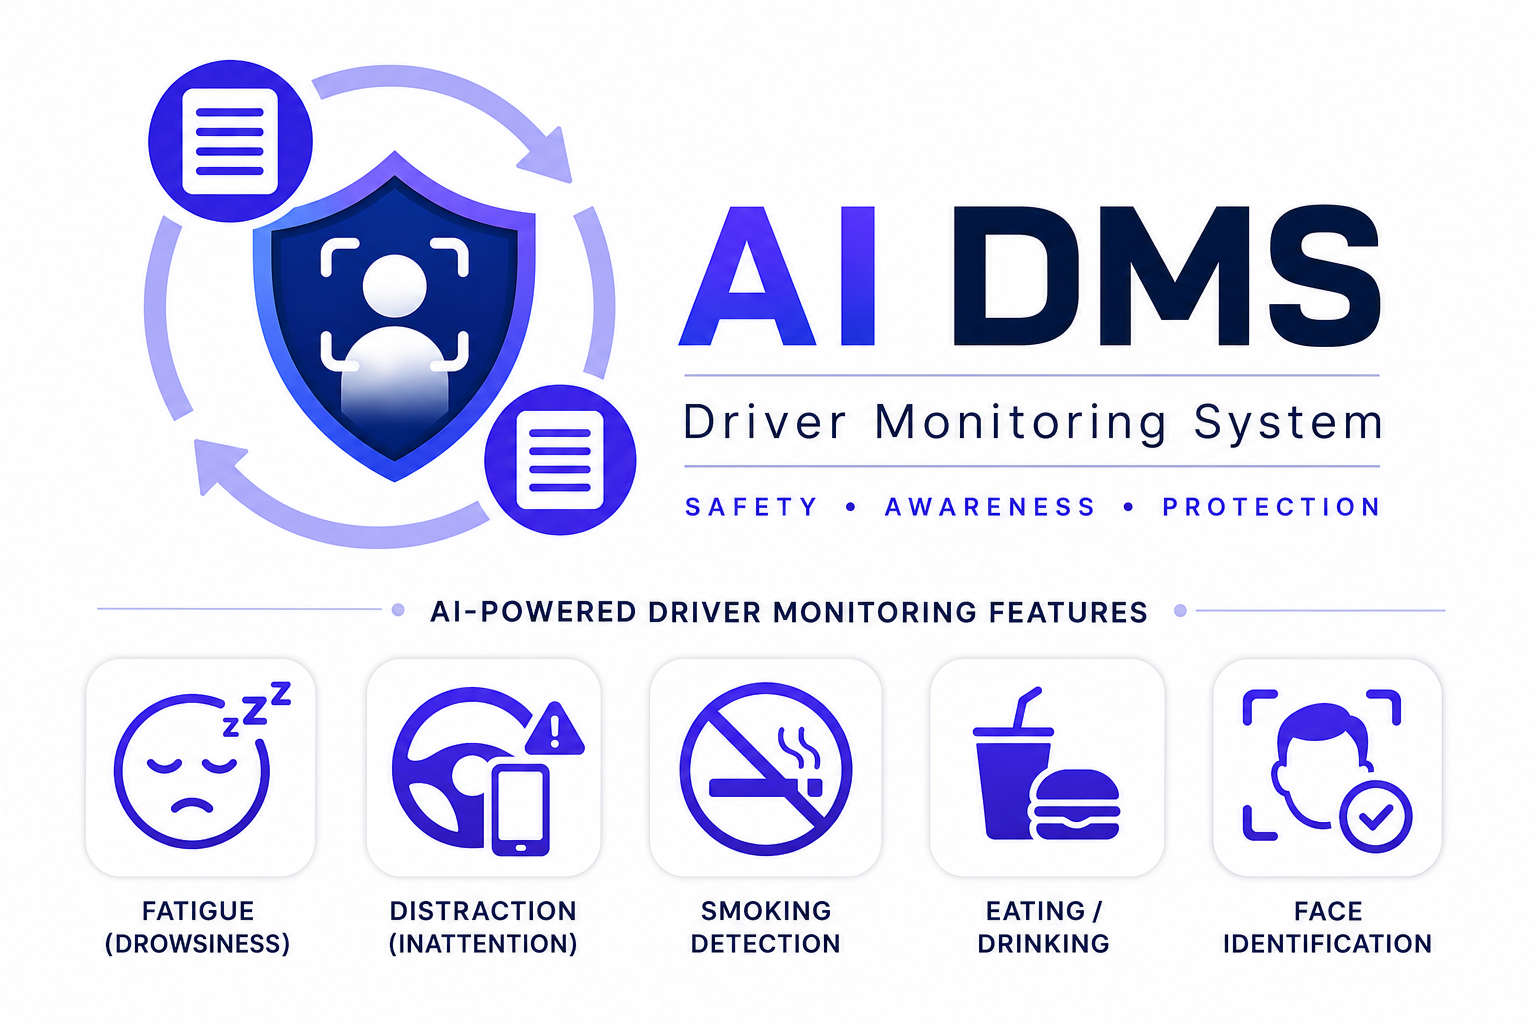 AI DMS
Driver Monitoring System
SAFETY • AWARENESS • PROTECTION
AI-POWERED DRIVER MONITORING FEATURES
z z z
FATIGUE
(DROWSINESS)
DISTRACTION
(INATTENTION)
SMOKING
DETECTION
EATING /
DRINKING
FACE
IDENTIFICATION